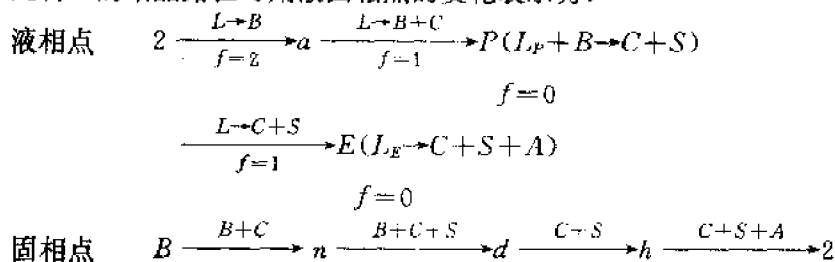 液相点 2 —L→B / f=2→ a —L→B+C / f=1→ P(L_P+B→C+S)
f=0
—L→C+S / f=1→ E(L_E→C+S+A)
f=0
固相点 B —B+C→ n —B+C+S→ d —C+S→ h —C+S+A→ 2